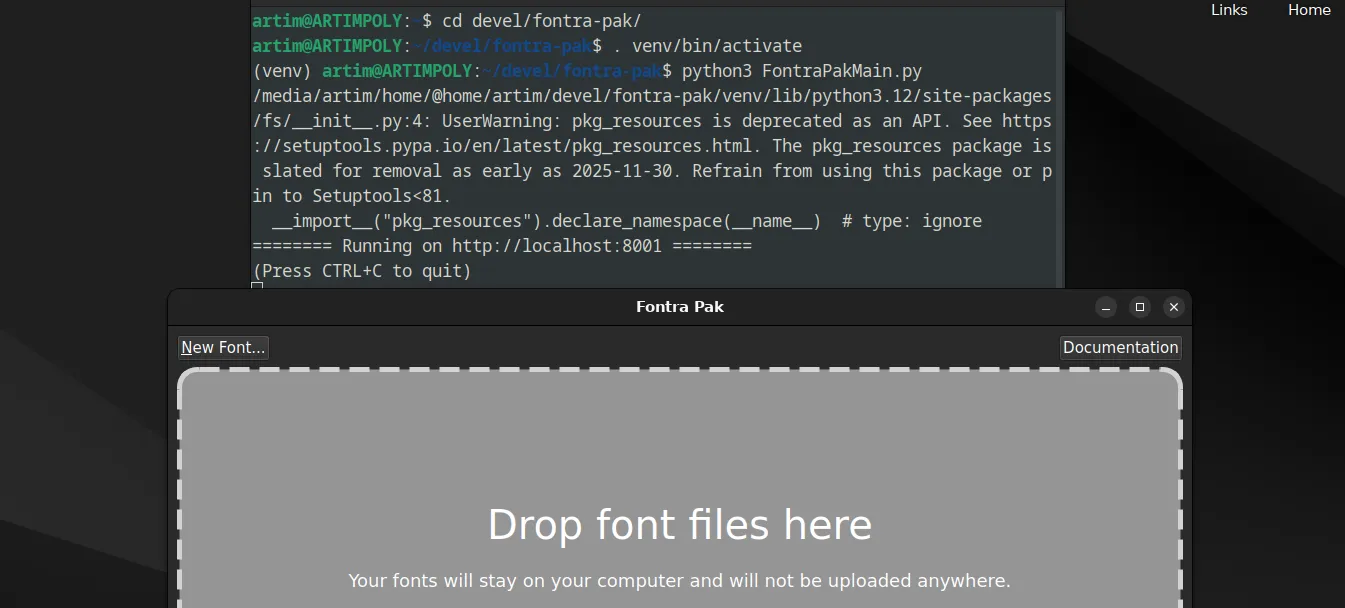 Links Home
artim@ARTIMPOLY:~$ cd devel/fontra-pak/
artim@ARTIMPOLY:~/devel/fontra-pak$ . venv/bin/activate
(venv) artim@ARTIMPOLY:~/devel/fontra-pak$ python3 FontraPakMain.py
/media/artim/home/@home/artim/devel/fontra-pak/venv/lib/python3.12/site-packages
/fs/__init__.py:4: UserWarning: pkg_resources is deprecated as an API. See https
://setuptools.pypa.io/en/latest/pkg_resources.html. The pkg_resources package is
 slated for removal as early as 2025-11-30. Refrain from using this package or p
in to Setuptools<81.
  __import__("pkg_resources").declare_namespace(__name__)  # type: ignore
======== Running on http://localhost:8001 ========
(Press CTRL+C to quit)
Fontra Pak
New Font...
Documentation
Drop font files here
Your fonts will stay on your computer and will not be uploaded anywhere.